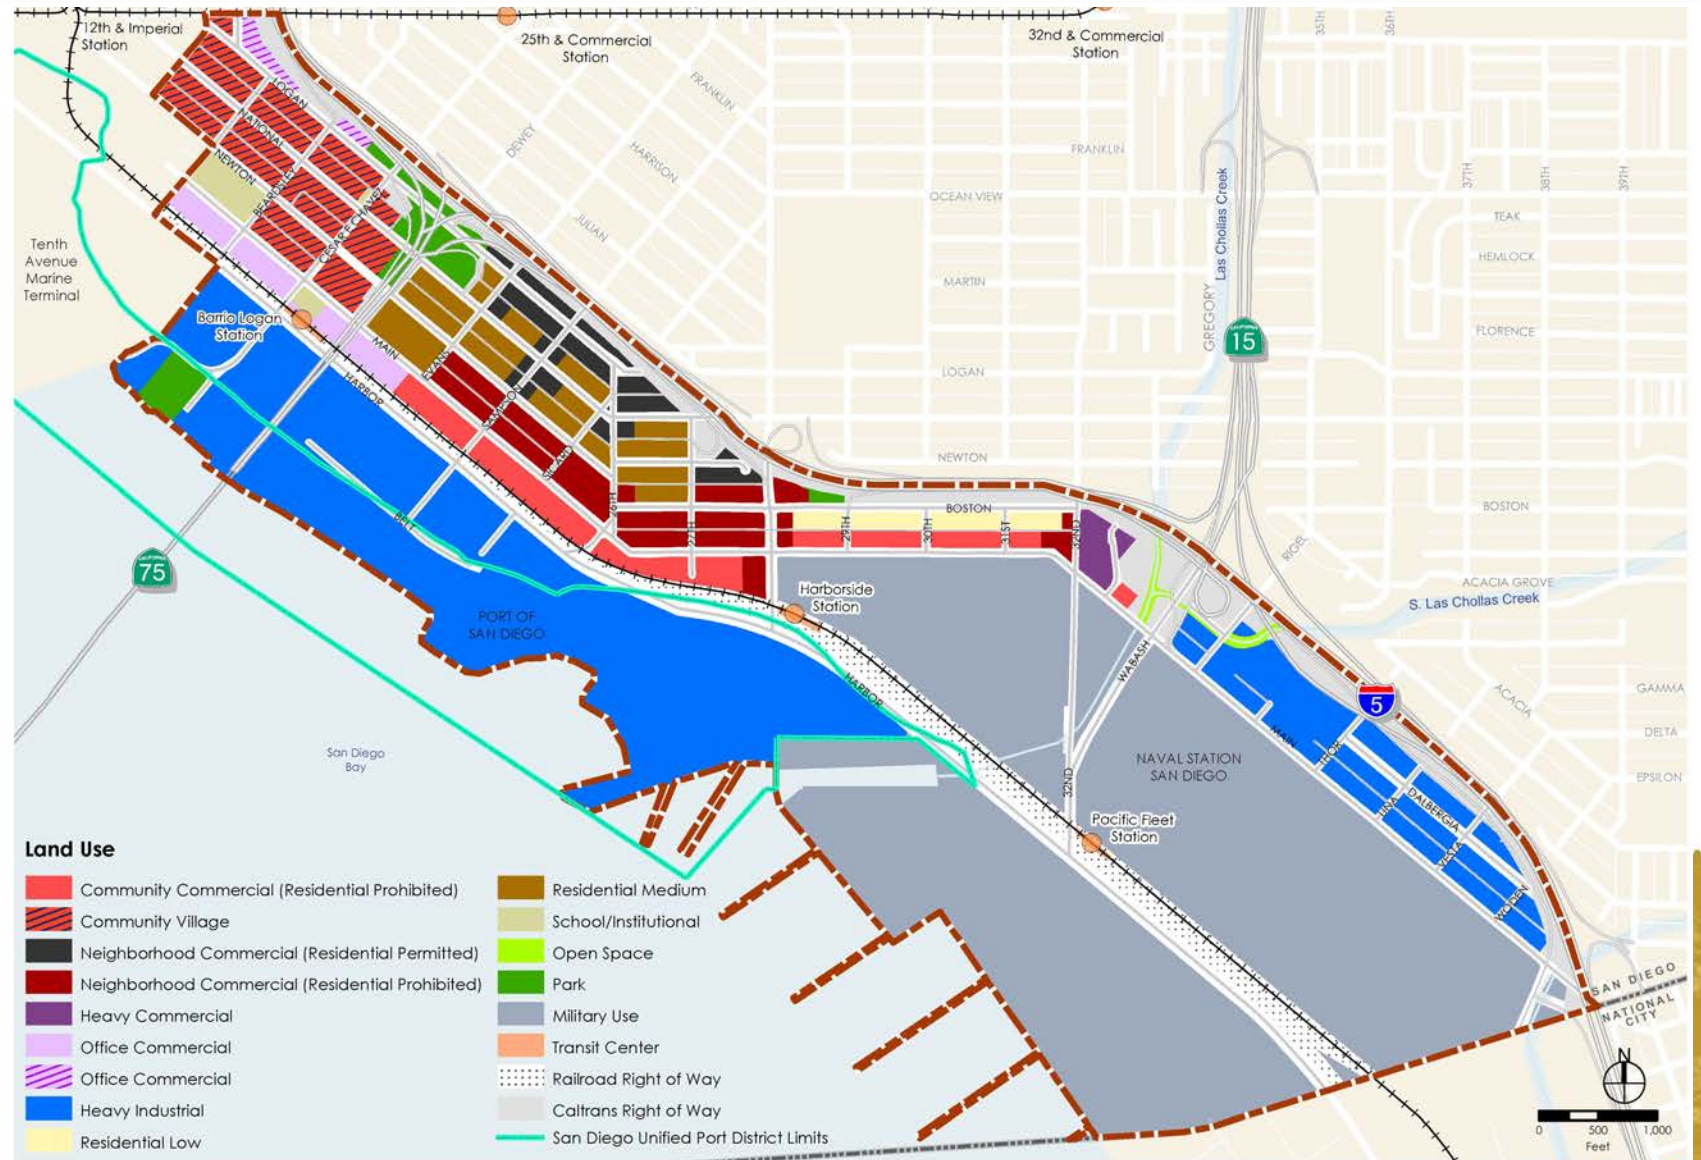 12th & Imperial
Station
25th & Commercial
Station
32nd & Commercial
Station
35TH
36TH
LOGAN
FRANKLIN
NATIONAL
DEWEY
HARRISON
FRANKLIN
NEWTON
BEARDSLEY
CESAR E CHAVEZ
JULIAN
OCEAN VIEW
Las Chollas Creek
37TH
38TH
39TH
TEAK
HEMLOCK
Tenth
Avenue
Marine
Terminal
MARTIN
GREGORY
FLORENCE
Barrio Logan
Station
CALIFORNIA
15
MAIN
EVANS
HARBOR
SAMPSON
LOGAN
SICARD
NEWTON
26TH
27TH
BOSTON
29TH
30TH
31ST
32ND
BOSTON
BELT
RIGEL
CALIFORNIA
75
Harborside
Station
ACACIA GROVE
S. Las Chollas Creek
PORT OF
SAN DIEGO
WABASH
HARBOR
ACACIA
GAMMA
5
DELTA
San Diego
Bay
MAIN
THOR
NAVAL STATION
SAN DIEGO
32ND
EPSILON
UNA
DALBERGIA
VESTA
WODEN
Pacific Fleet
Station
SAN DIEGO
NATIONAL
CITY
Land Use
Community Commercial (Residential Prohibited)
Community Village
Neighborhood Commercial (Residential Permitted)
Neighborhood Commercial (Residential Prohibited)
Heavy Commercial
Office Commercial
Office Commercial
Heavy Industrial
Residential Low
Residential Medium
School/Institutional
Open Space
Park
Military Use
Transit Center
Railroad Right of Way
Caltrans Right of Way
San Diego Unified Port District Limits
N
0 500 1,000
Feet